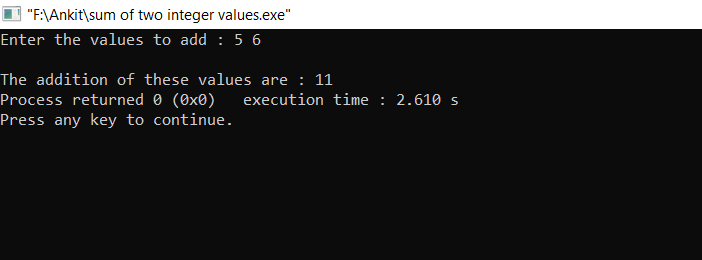 "F:\Ankit\sum of two integer values.exe"
Enter the values to add : 5 6
The addition of these values are : 11
Process returned 0 (0x0)   execution time : 2.610 s
Press any key to continue.